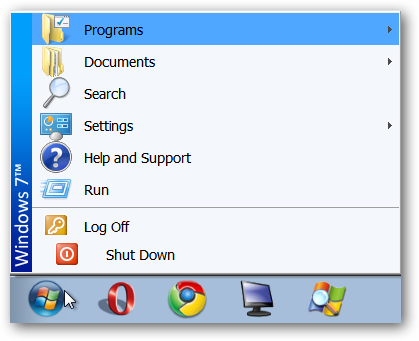 Programs
Documents
Search
Settings
Help and Support
Run
Log Off
Shut Down
Windows 7™